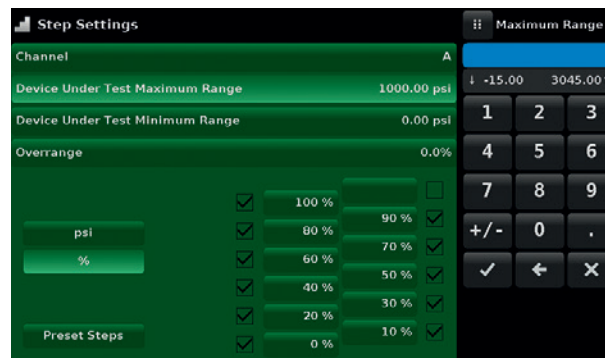 Step Settings
Maximum Range
Channel A
Device Under Test Maximum Range 1000.00 psi
↓ -15.00 3045.00
Device Under Test Minimum Range 0.00 psi
1 2 3
Overrange 0.0%
4 5 6
7 8 9
100 %
90 %
psi
80 %
+/- 0 .
70 %
%
60 %
50 %
40 %
30 %
20 %
Preset Steps
10 %
0 %